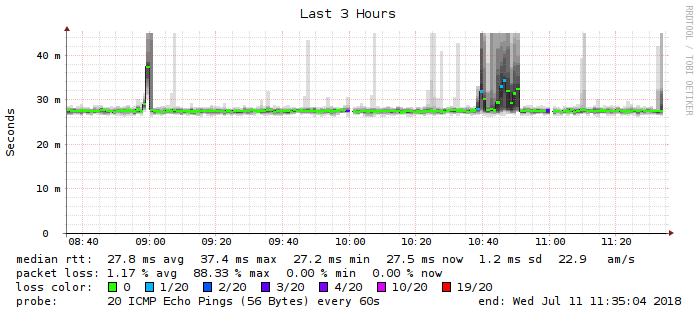 Last 3 Hours
RRDTOOL / TOBI OETIKER
Seconds
40 m
30 m
20 m
10 m
0
08:40 09:00 09:20 09:40 10:00 10:20 10:40 11:00 11:20
median rtt: 27.8 ms avg 37.4 ms max 27.2 ms min 27.5 ms now 1.2 ms sd 22.9 am/s
packet loss: 1.17 % avg 88.33 % max 0.00 % min 0.00 % now
loss color: 0 1/20 2/20 3/20 4/20 10/20 19/20
probe: 20 ICMP Echo Pings (56 Bytes) every 60s end: Wed Jul 11 11:35:04 2018